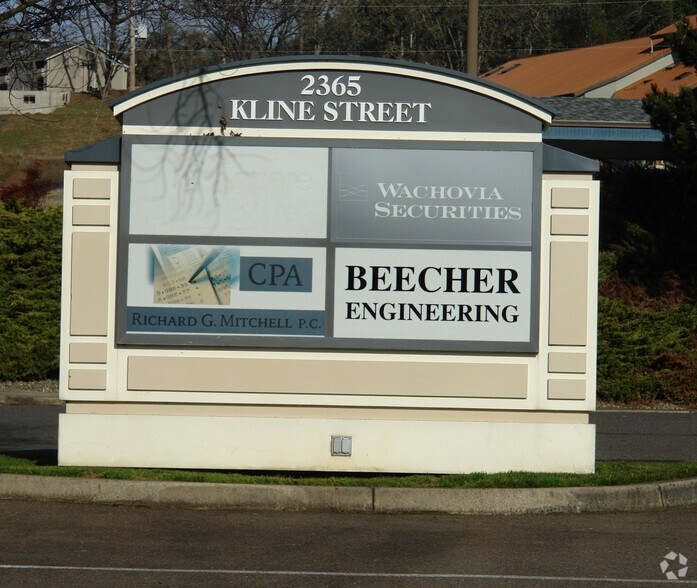 2365
KLINE STREET
WACHOVIA
SECURITIES
CPA
RICHARD G. MITCHELL P.C.
BEECHER
ENGINEERING